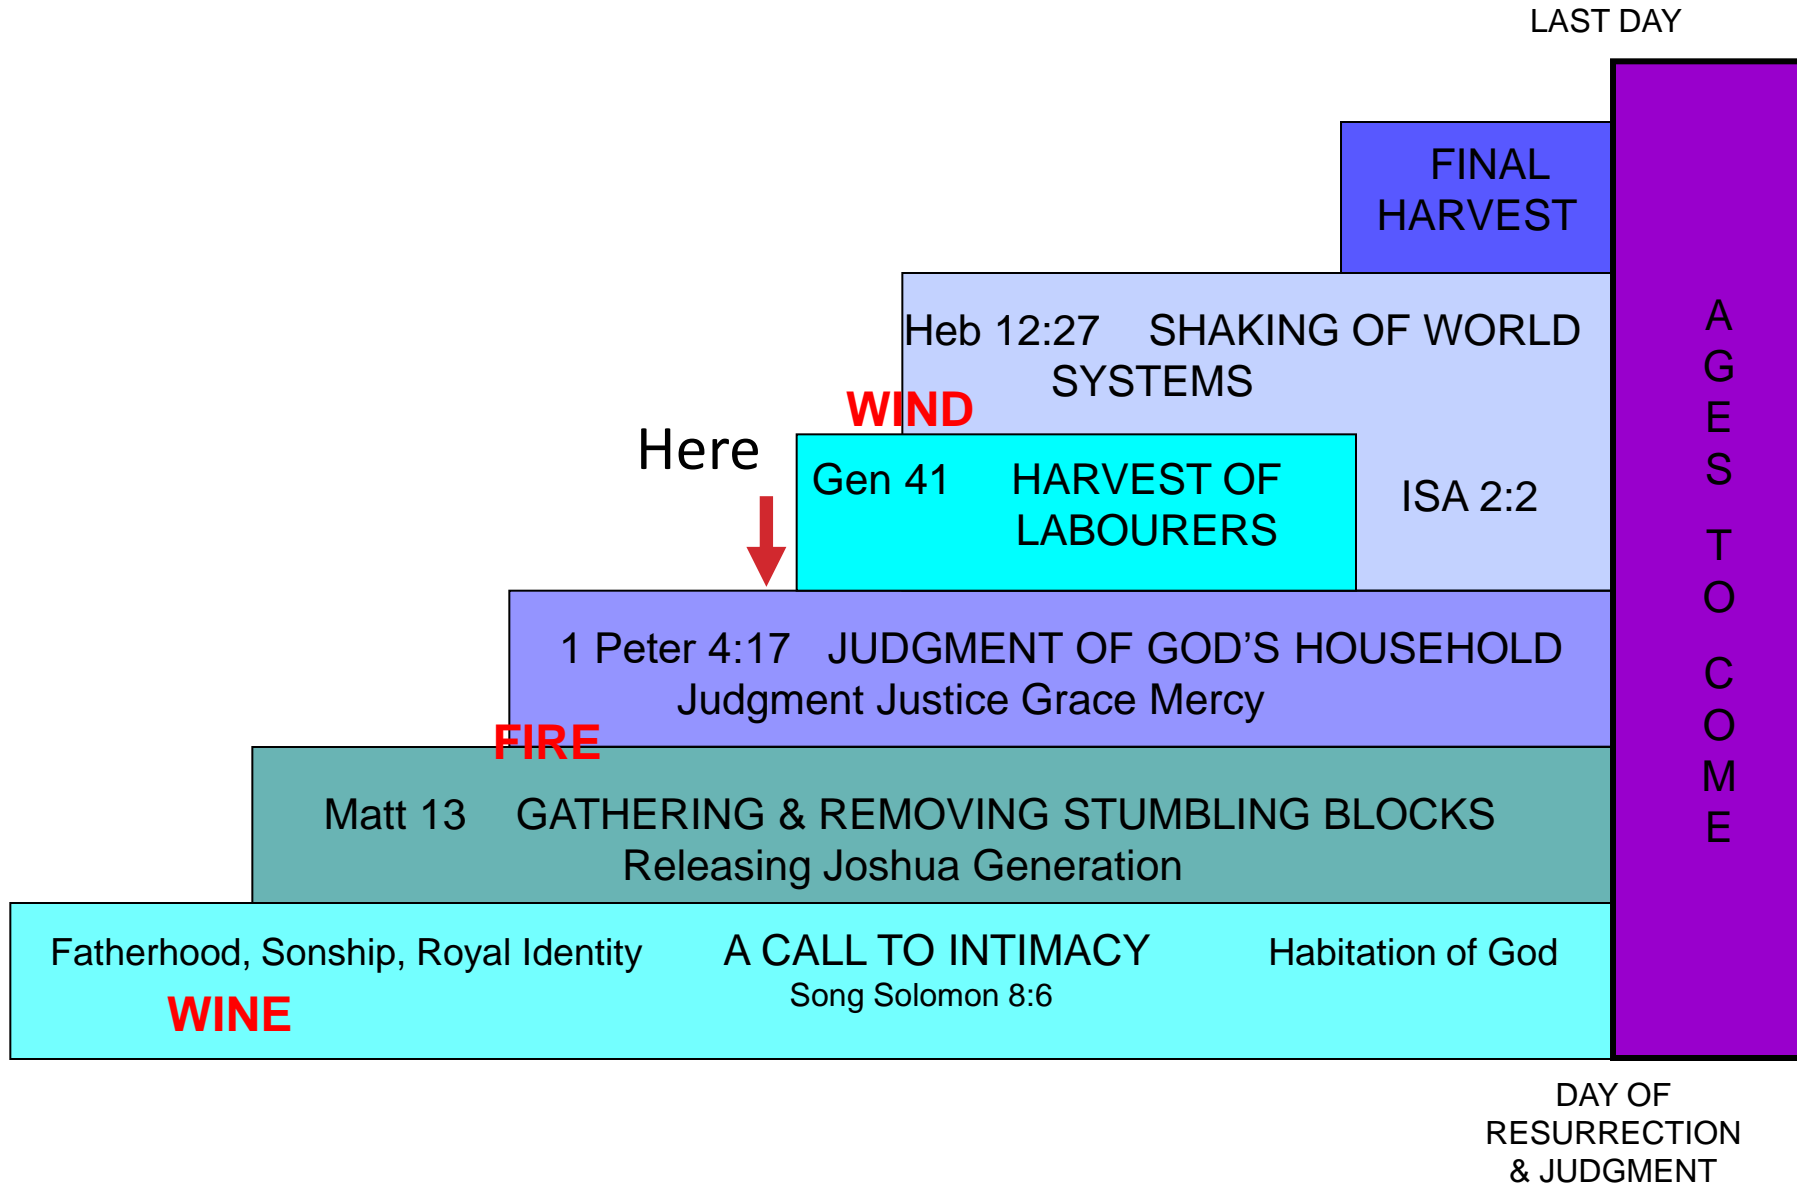 LAST DAY
FINAL
HARVEST
Heb 12:27 SHAKING OF WORLD
SYSTEMS
WIND
Here
Gen 41 HARVEST OF
LABOURERS
ISA 2:2
1 Peter 4:17 JUDGMENT OF GOD’S HOUSEHOLD
Judgment Justice Grace Mercy
FIRE
Matt 13 GATHERING & REMOVING STUMBLING BLOCKS
Releasing Joshua Generation
Fatherhood, Sonship, Royal Identity A CALL TO INTIMACY Habitation of God
Song Solomon 8:6
WINE
A
G
E
S
T
O
C
O
M
E
DAY OF
RESURRECTION
& JUDGMENT